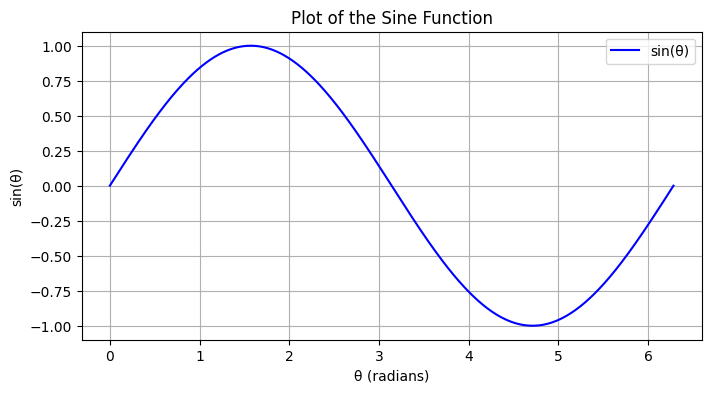 Plot of the Sine Function
sin(θ)
1.00
0.75
0.50
0.25
0.00
−0.25
−0.50
−0.75
−1.00
sin(θ)
0 1 2 3 4 5 6
θ (radians)